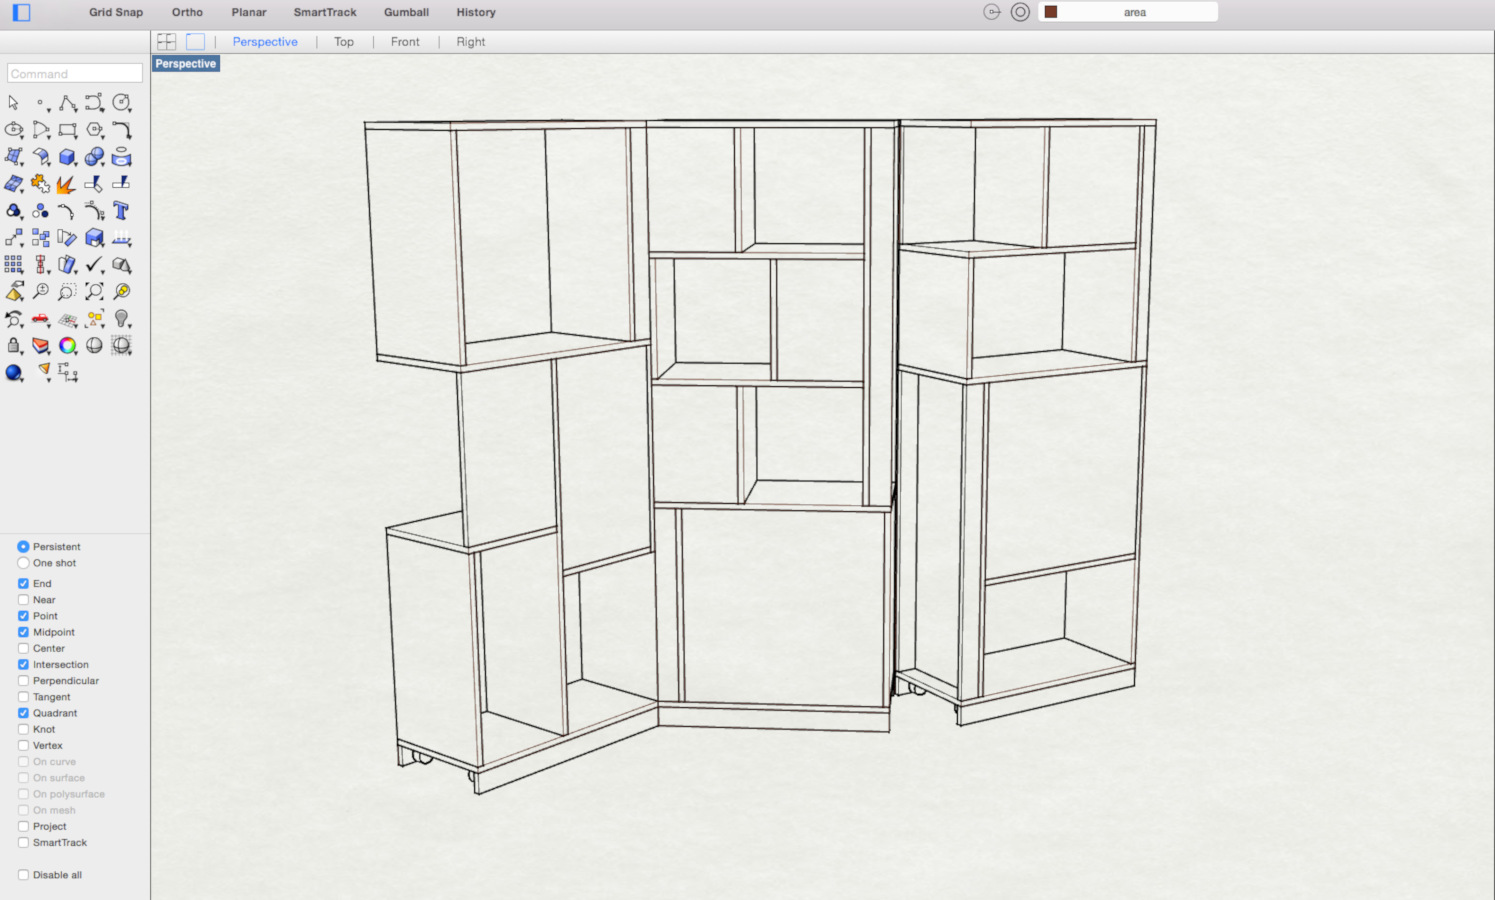 Grid Snap Ortho Planar SmartTrack Gumball History area
Perspective Top Front Right
Perspective
Command
Persistent
One shot
End
Near
Point
Midpoint
Center
Intersection
Perpendicular
Tangent
Quadrant
Knot
Vertex
On curve
On surface
On polysurface
On mesh
Project
SmartTrack
Disable all